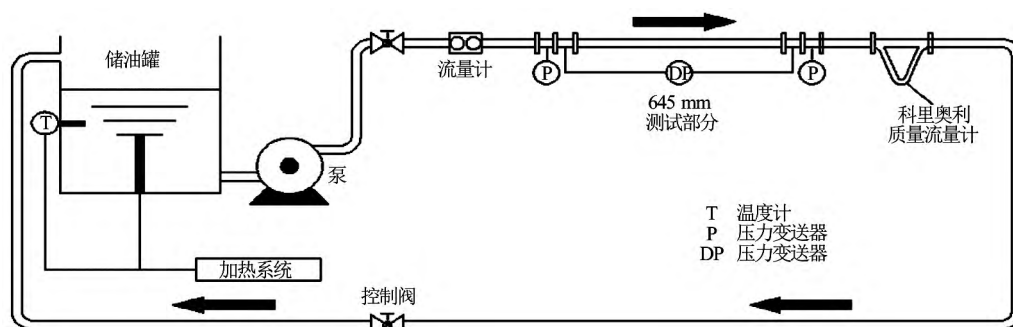 储油罐
T
泵
流量计
P
DP
P
645 mm
测试部分
科里奥利
质量流量计
T 温度计
P 压力变送器
DP 压力变送器
加热系统
控制阀